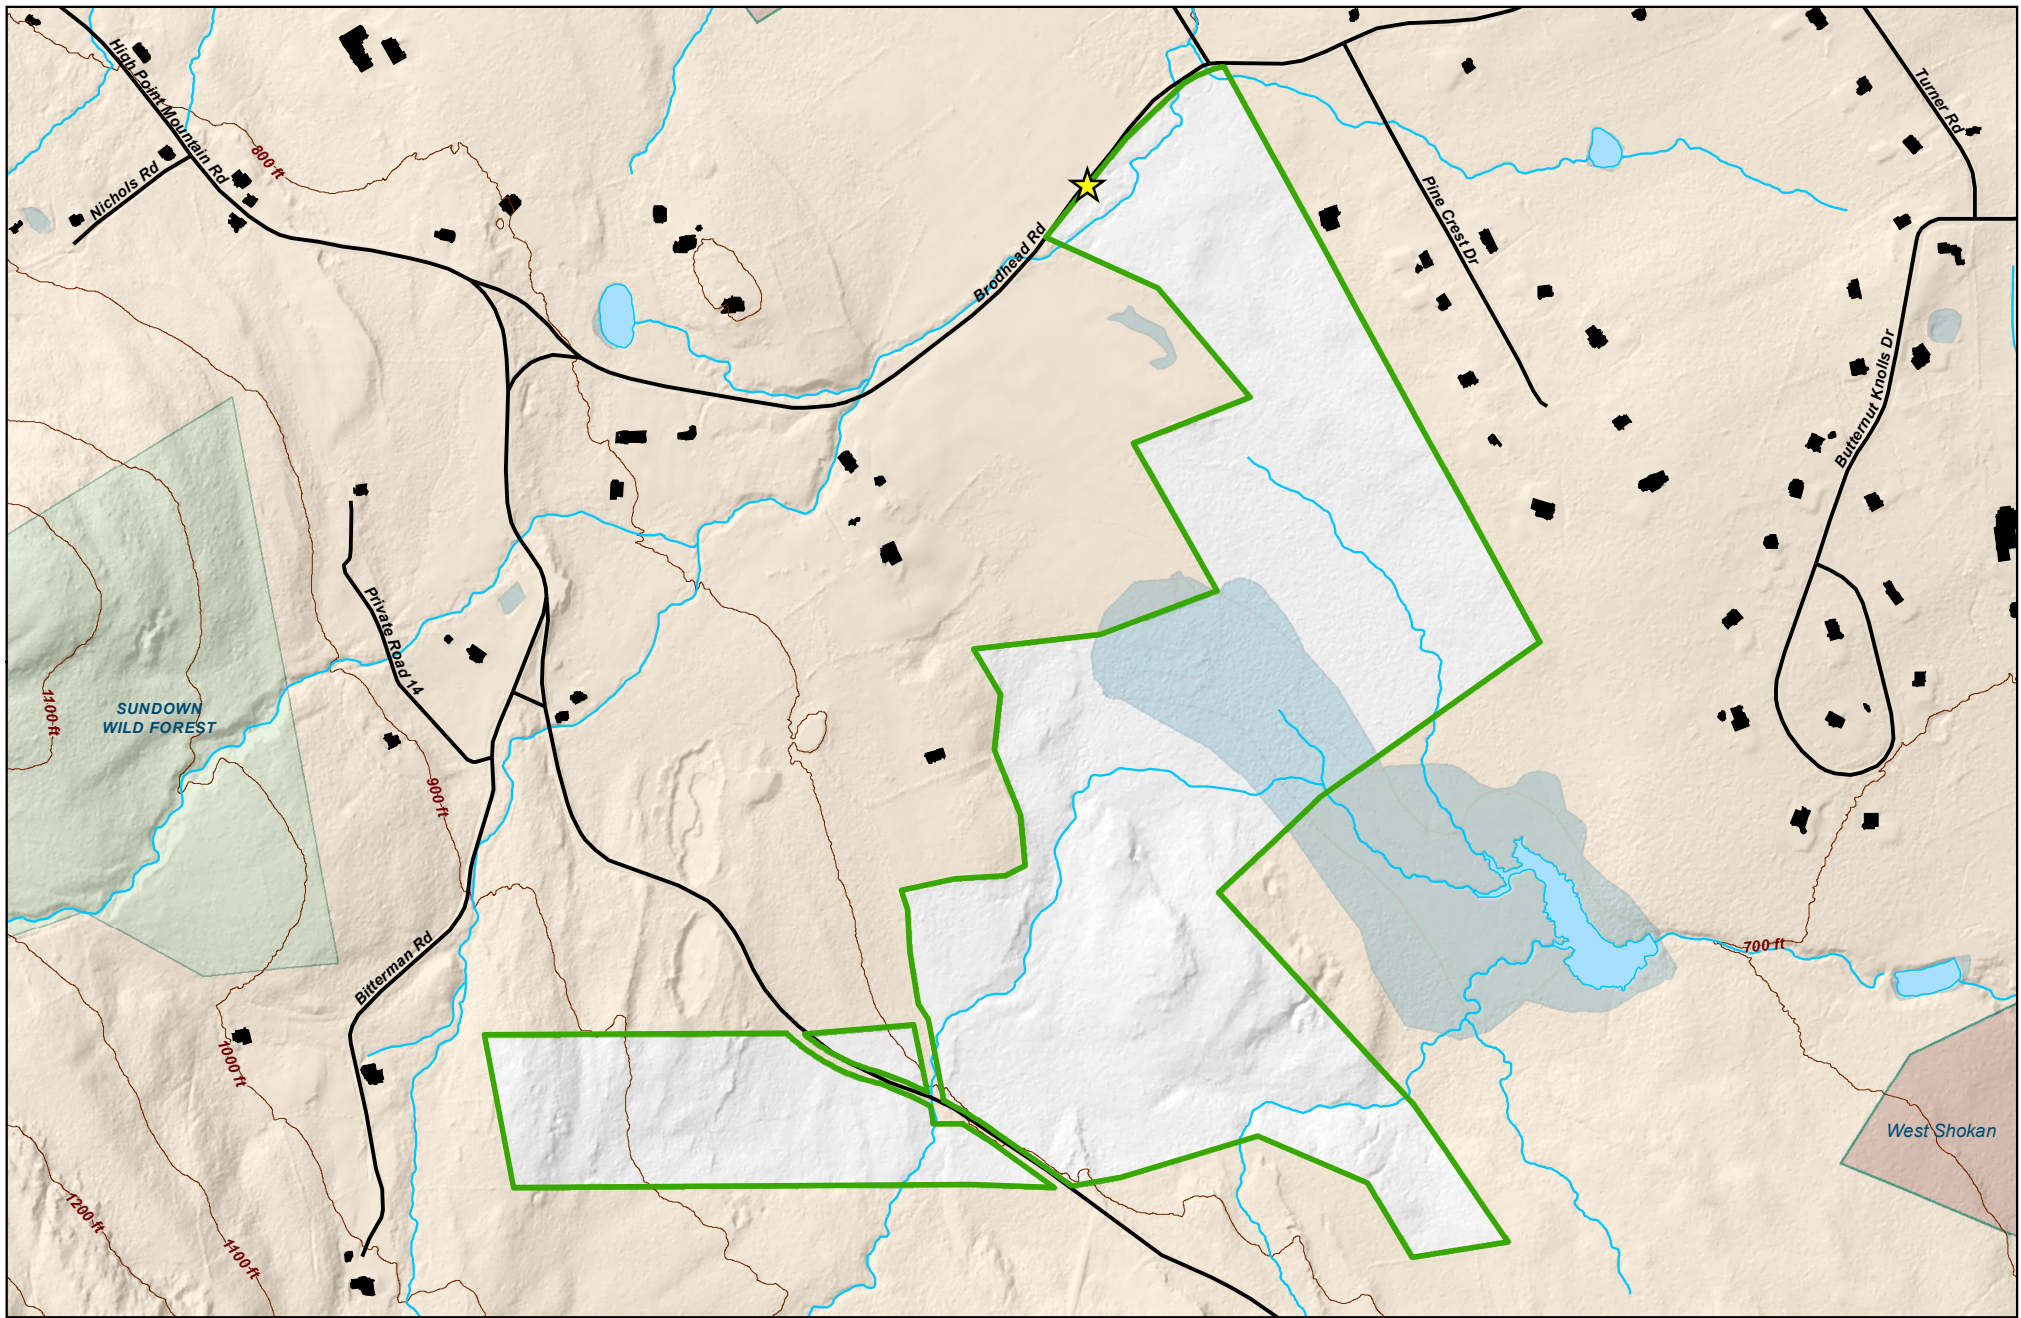 High Point Mountain Rd
Turner Rd
800 ft
Nichols Rd
Pine Crest Dr
Brodhead Rd
Butternut Knolls Dr
Private Road 14
1100 ft
SUNDOWN
WILD FOREST
900 ft
700 ft
Bitterman Rd
1000 ft
West Shokan
1200 ft
1100 ft